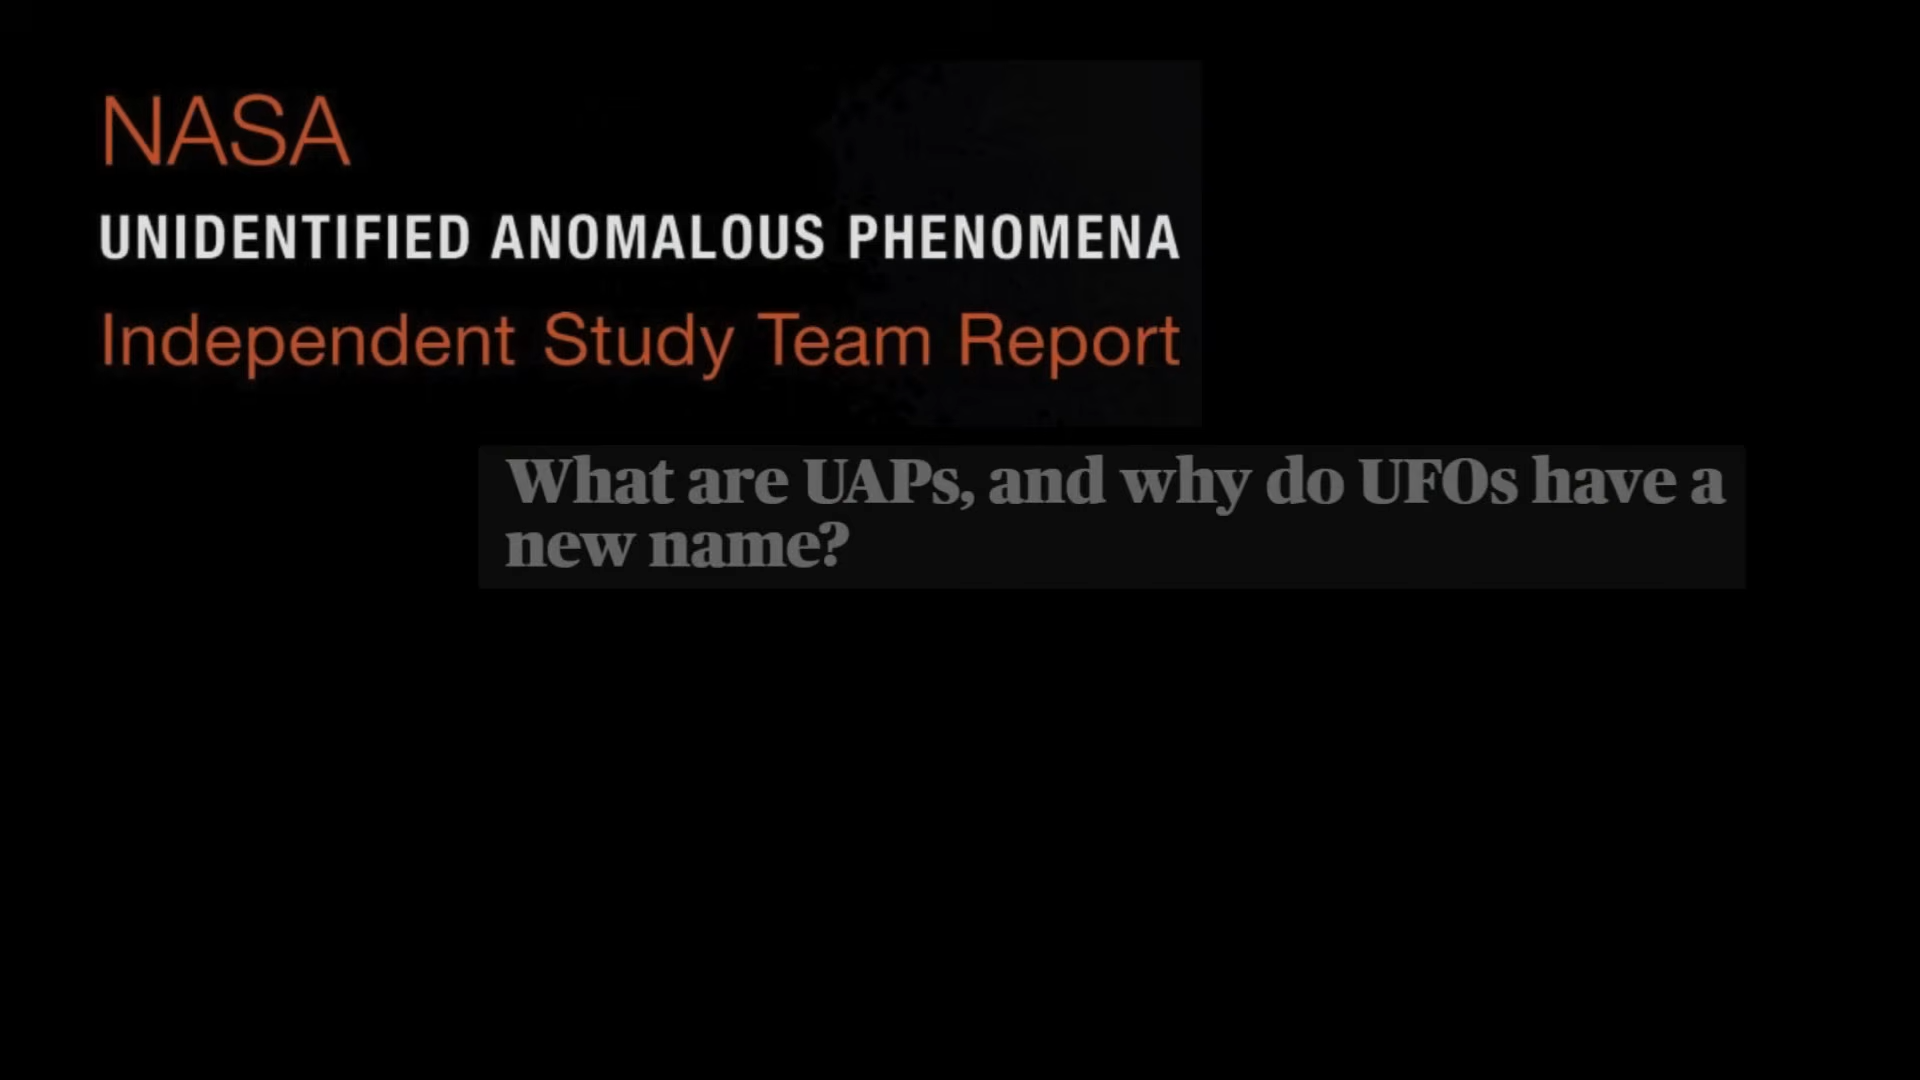 NASA
UNIDENTIFIED ANOMALOUS PHENOMENA
Independent Study Team Report
What are UAPs, and why do UFOs have a
new name?